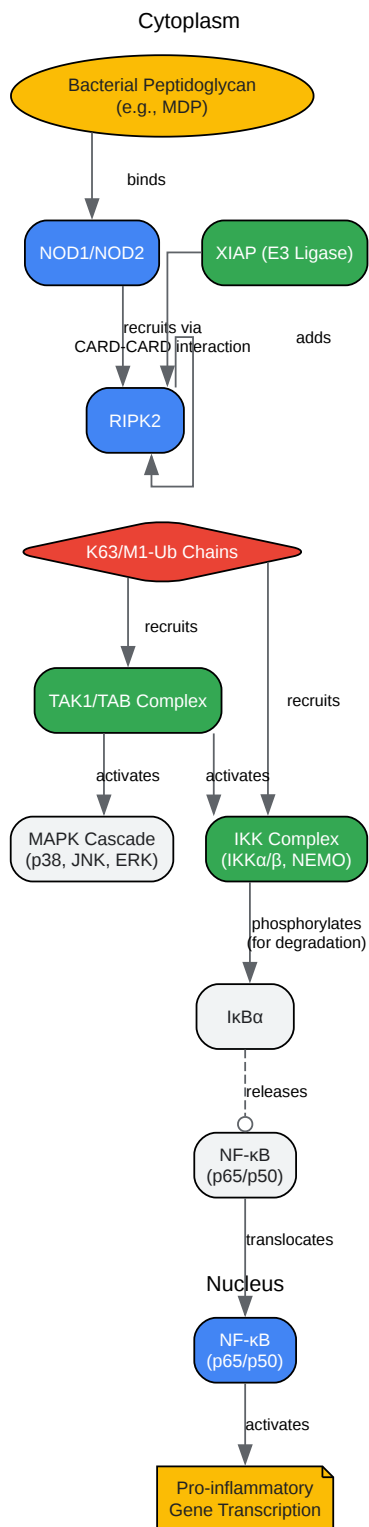 Cytoplasm
Bacterial Peptidoglycan
(e.g., MDP)
binds
NOD1/NOD2
XIAP (E3 Ligase)
recruits via
CARD-CARD interaction
adds
RIPK2
K63/M1-Ub Chains
recruits
TAK1/TAB Complex
recruits
activates
activates
MAPK Cascade
(p38, JNK, ERK)
IKK Complex
(IKKα/β, NEMO)
phosphorylates
(for degradation)
IκBα
releases
NF-κB
(p65/p50)
translocates
Nucleus
NF-κB
(p65/p50)
activates
Pro-inflammatory
Gene Transcription